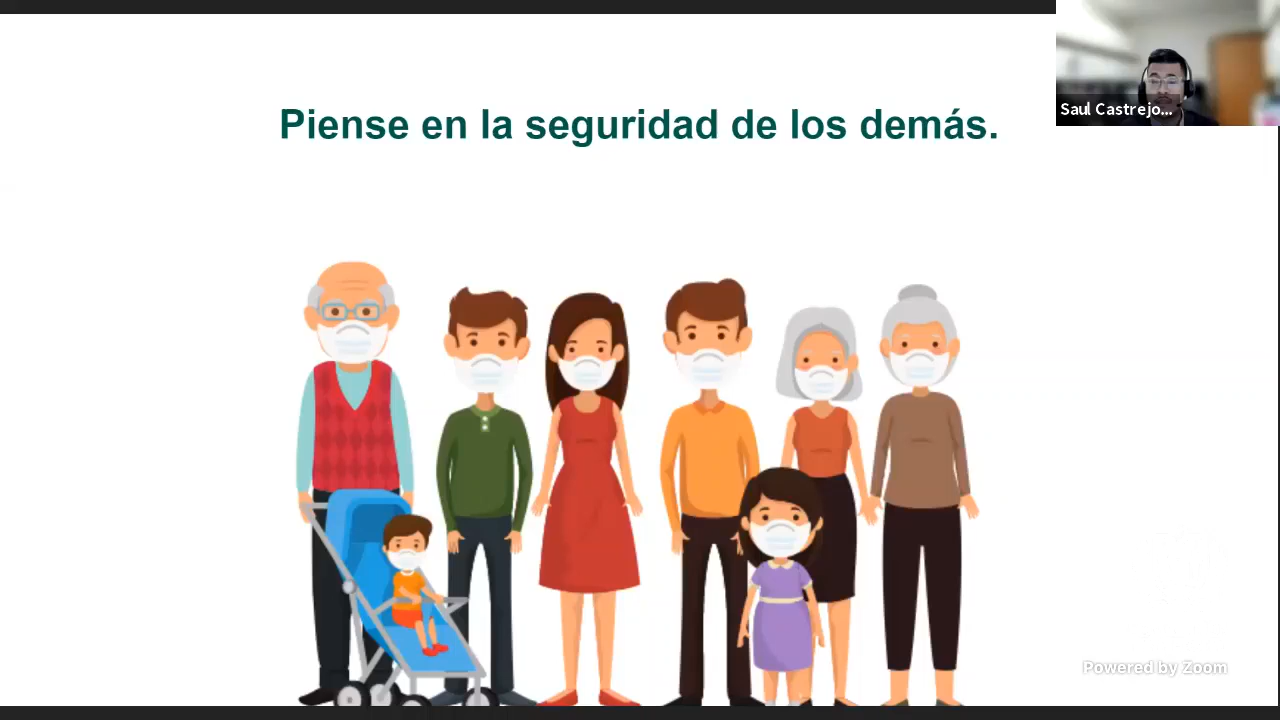 Piense en la seguridad de los demás.
Saul Castrejo...
Powered by Zoom